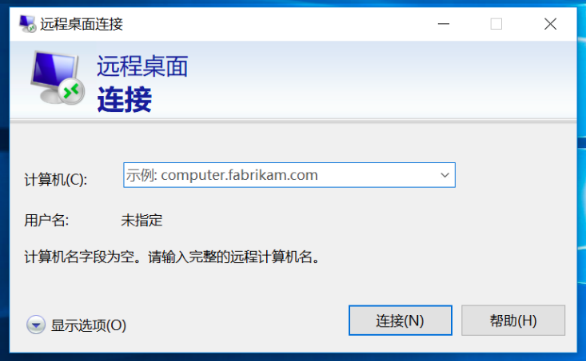 远程桌面连接
远程桌面
连接
计算机(C):
示例: computer.fabrikam.com
用户名:
未指定
计算机名字段为空。请输入完整的远程计算机名。
显示选项(O)
连接(N)
帮助(H)